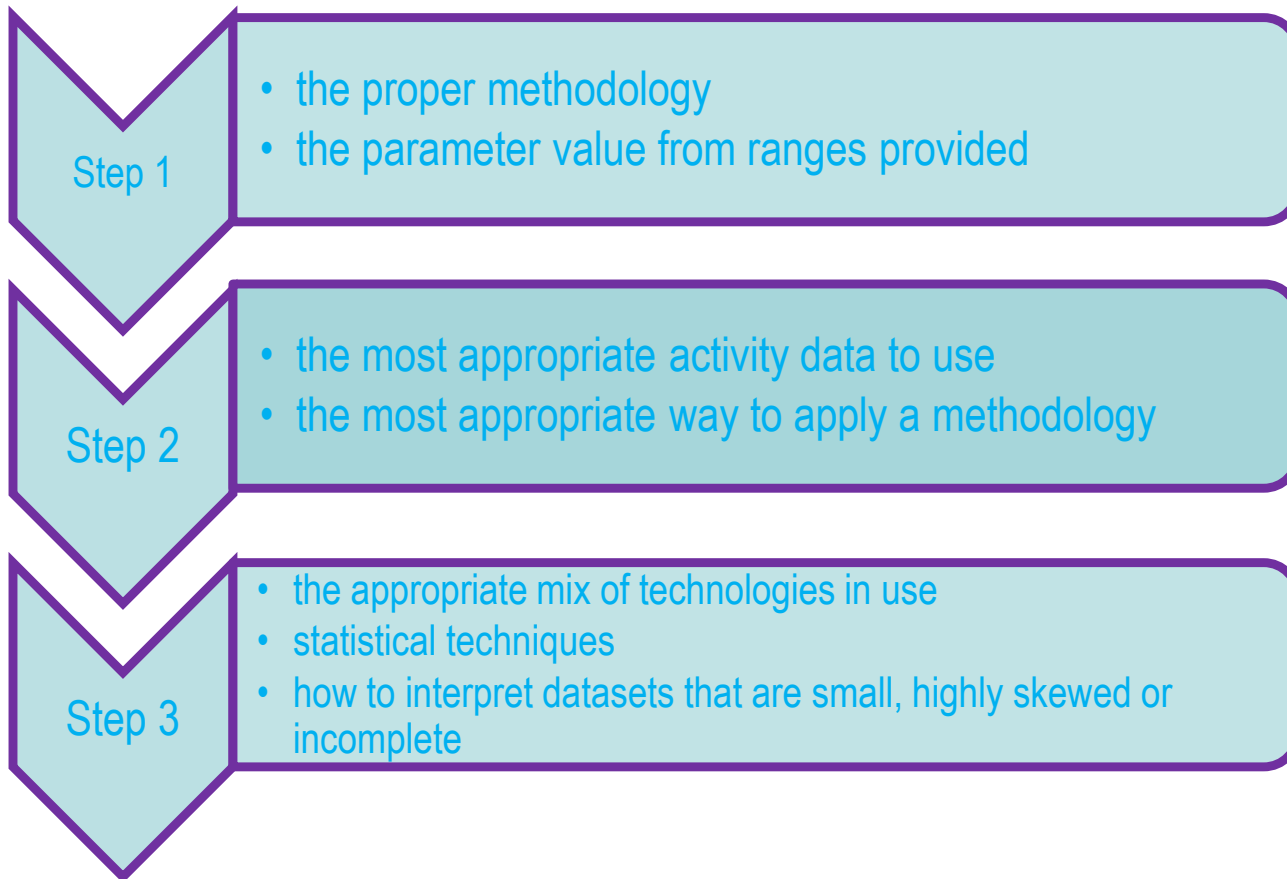 Step 1
• the proper methodology
• the parameter value from ranges provided
Step 2
• the most appropriate activity data to use
• the most appropriate way to apply a methodology
Step 3
• the appropriate mix of technologies in use
• statistical techniques
• how to interpret datasets that are small, highly skewed or
incomplete